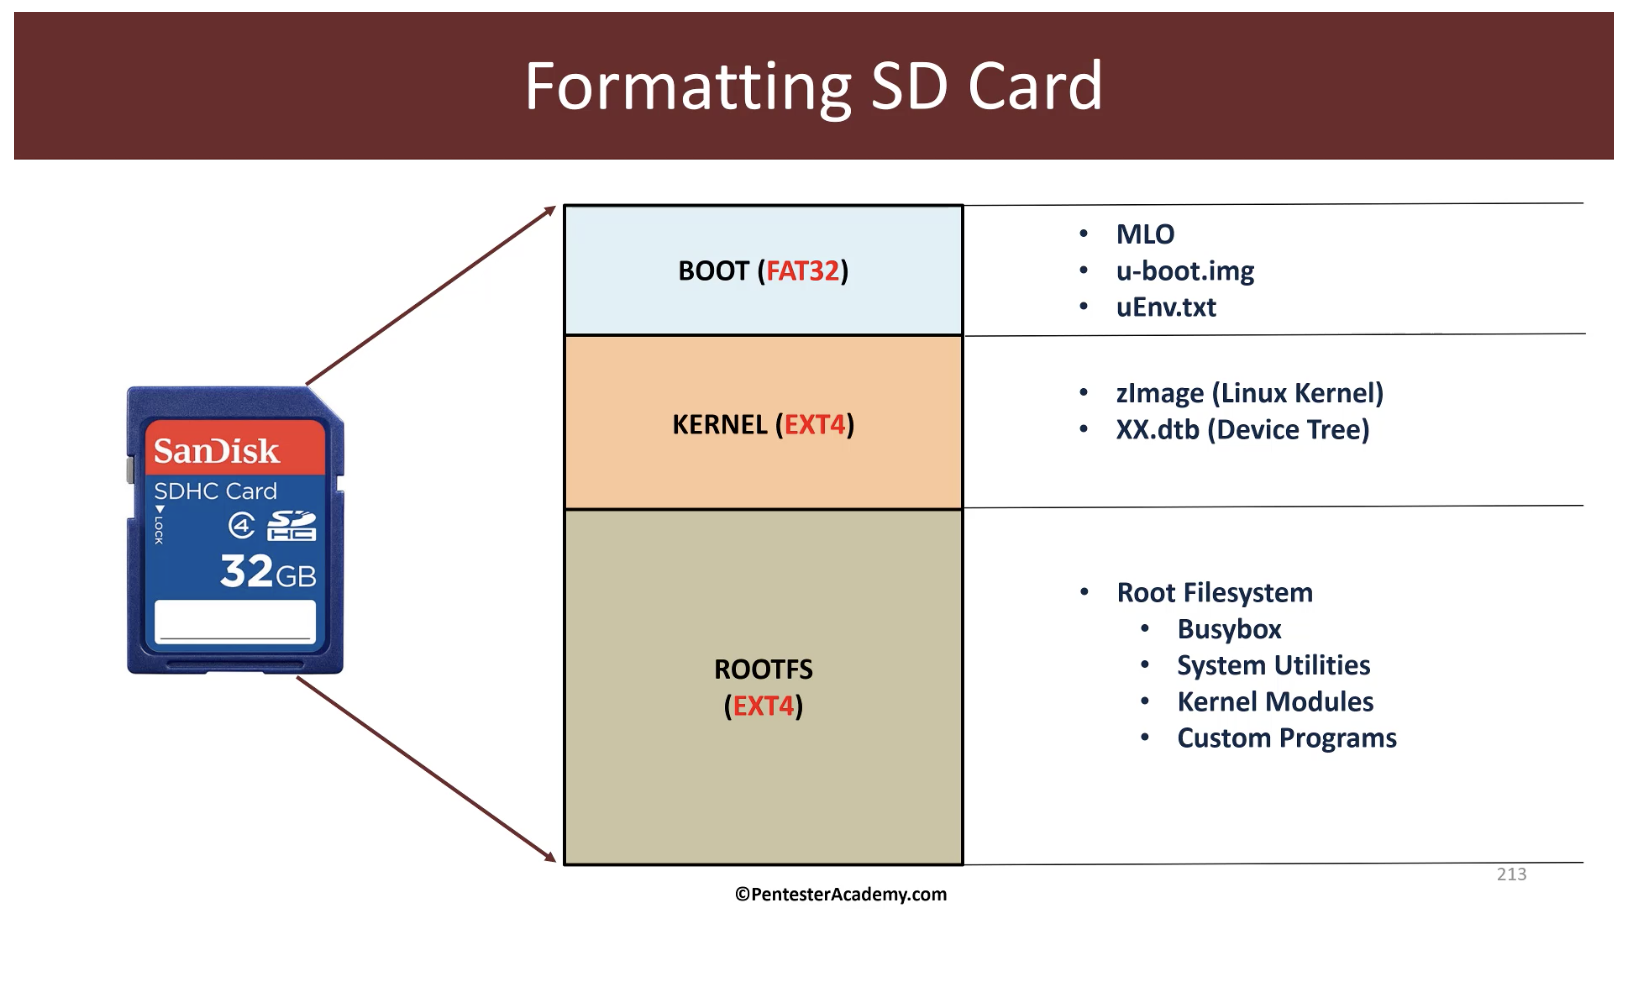 Formatting SD Card
BOOT (FAT32)
• MLO
• u-boot.img
• uEnv.txt
KERNEL (EXT4)
• zImage (Linux Kernel)
• XX.dtb (Device Tree)
SanDisk
SDHC Card
LOCK
4
SD
HC
32GB
ROOTFS
(EXT4)
• Root Filesystem
• Busybox
• System Utilities
• Kernel Modules
• Custom Programs
213
©PentesterAcademy.com